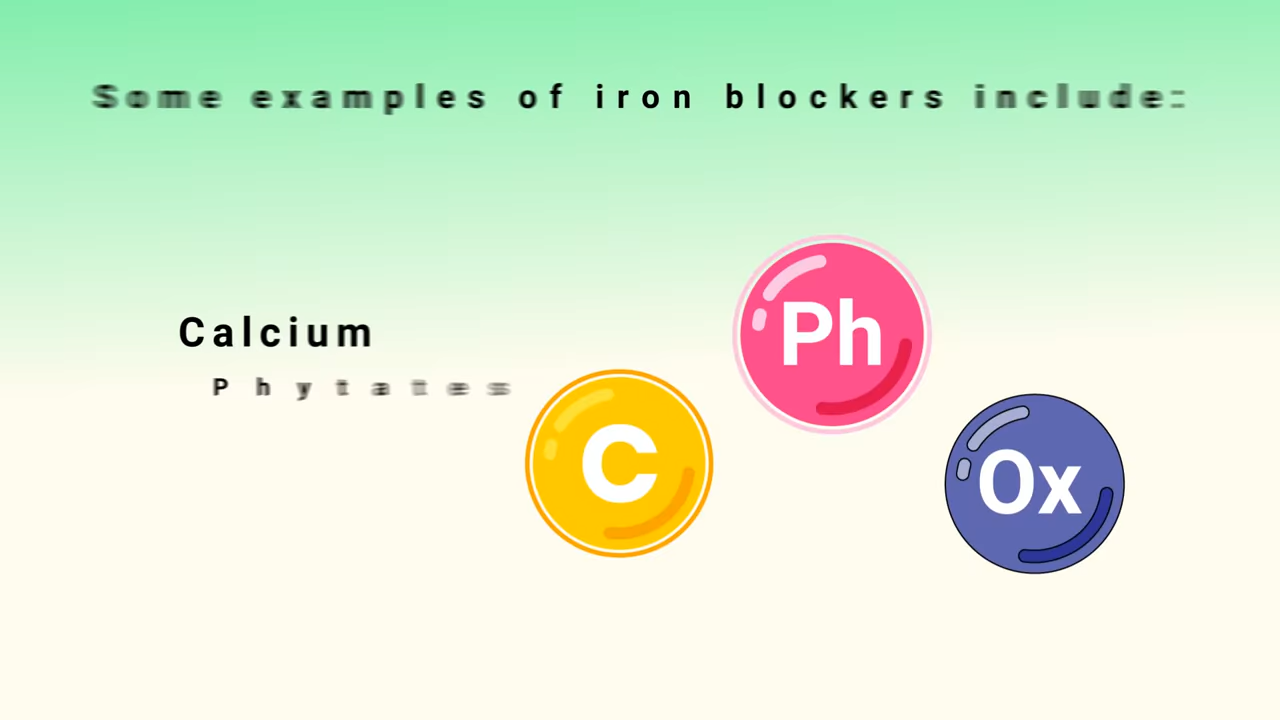 Some examples of iron blockers include:
Calcium
Phytates
C
Ph
Ox